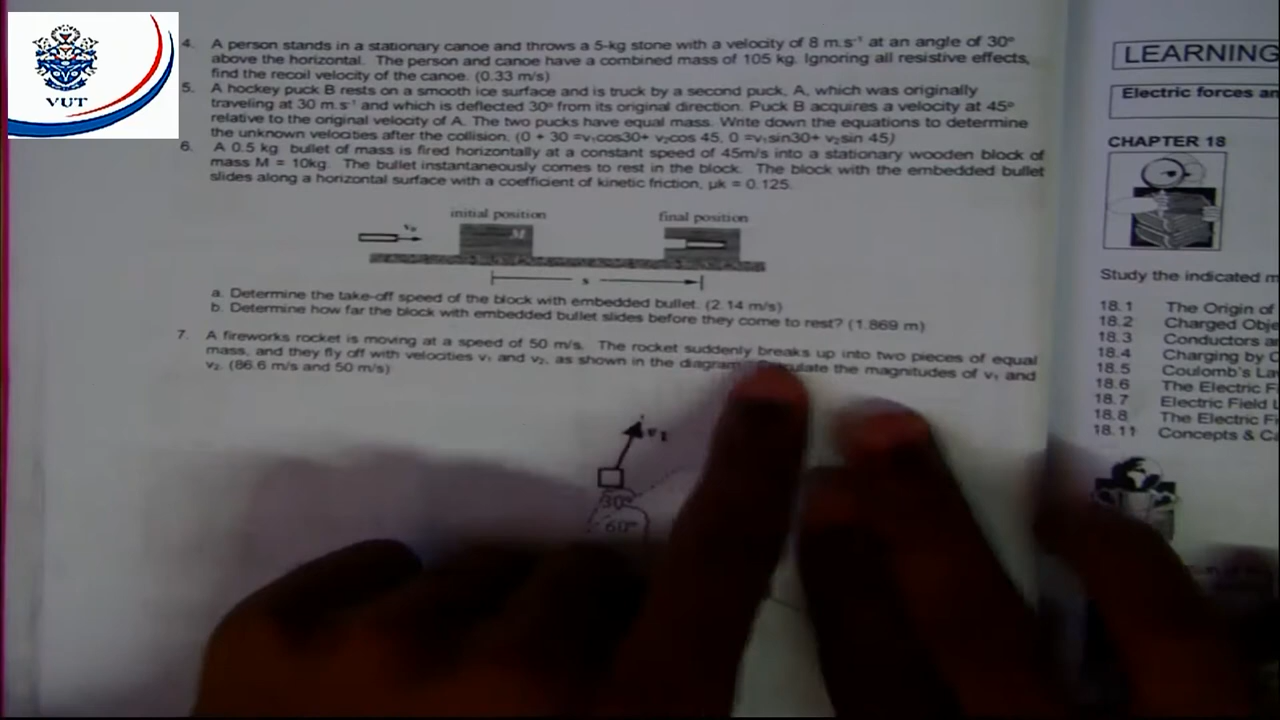 VUT
4. A person stands in a stationary canoe and throws a 5-kg stone with a velocity of 8 m.s⁻¹ at an angle of 30°
above the horizontal. The person and canoe have a combined mass of 105 kg. Ignoring all resistive effects,
find the recoil velocity of the canoe. (0.33 m/s)
5. A hockey puck B rests on a smooth ice surface and is truck by a second puck, A, which was originally
traveling at 30 m.s⁻¹ and which is deflected 30° from its original direction. Puck B acquires a velocity at 45°
relative to the original velocity of A. The two pucks have equal mass. Write down the equations to determine
the unknown velocities after the collision. (0 + 30 =v₁cos30+ v₂cos 45, 0 =v₁sin30+ v₂sin 45)
6. A 0.5 kg bullet of mass is fired horizontally at a constant speed of 45m/s into a stationary wooden block of
mass M = 10kg. The bullet instantaneously comes to rest in the block. The block with the embedded bullet
slides along a horizontal surface with a coefficient of kinetic friction, μk = 0.125.
initial position final position
M
s
a. Determine the take-off speed of the block with embedded bullet. (2.14 m/s)
b. Determine how far the block with embedded bullet slides before they come to rest? (1.869 m)
7. A fireworks rocket is moving at a speed of 50 m/s. The rocket suddenly breaks up into two pieces of equal
mass, and they fly off with velocities v₁ and v₂, as shown in the diagram. the magnitudes of v₁ and
v₂. (86.6 m/s and 50 m/s)
v₁
30°
60°
LEARNING
Electric forces
CHAPTER 18
Study the indicated
18.1 The Origin of
18.2 Charged
18.3 Conductors
18.4 Charging by
18.5 Coulomb's
18.6 The Electric
18.7 Electric Field
18.8 The Electric
18.11 Concepts &